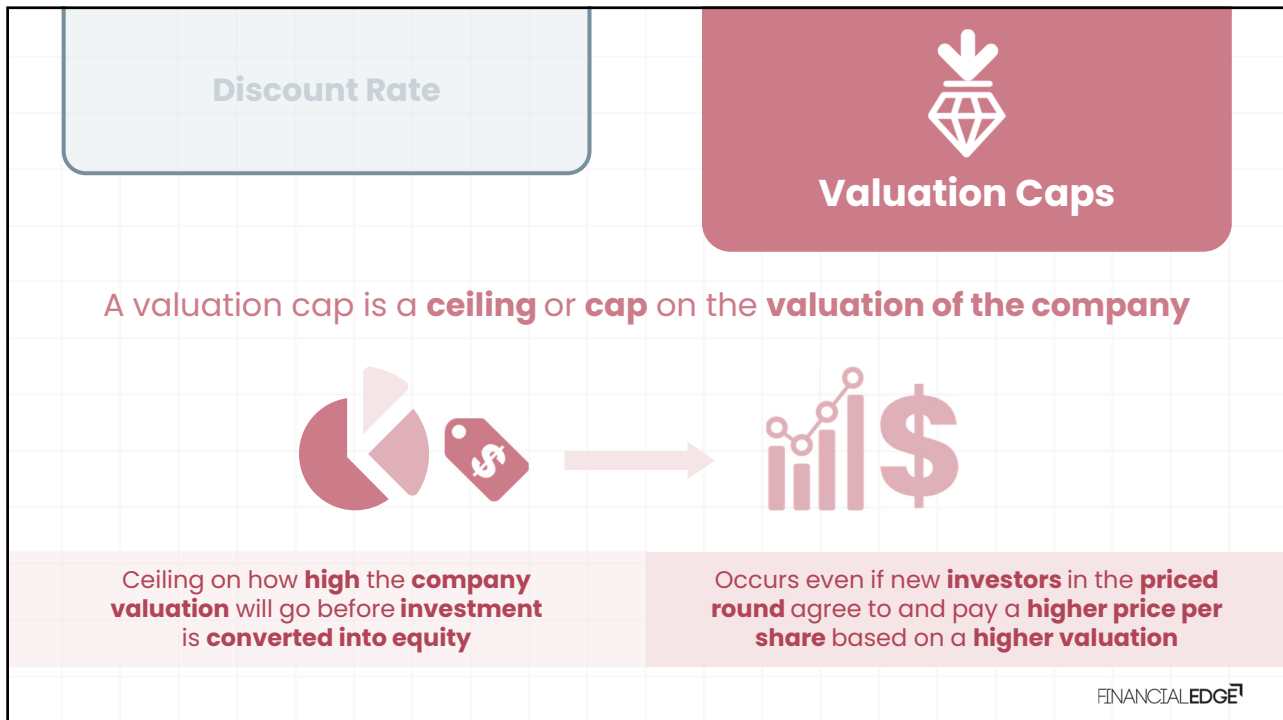 Discount Rate
Valuation Caps
A valuation cap is a ceiling or cap on the valuation of the company
$
$
Ceiling on how high the company
valuation will go before investment
is converted into equity
Occurs even if new investors in the priced
round agree to and pay a higher price per
share based on a higher valuation
FINANCIALEDGE